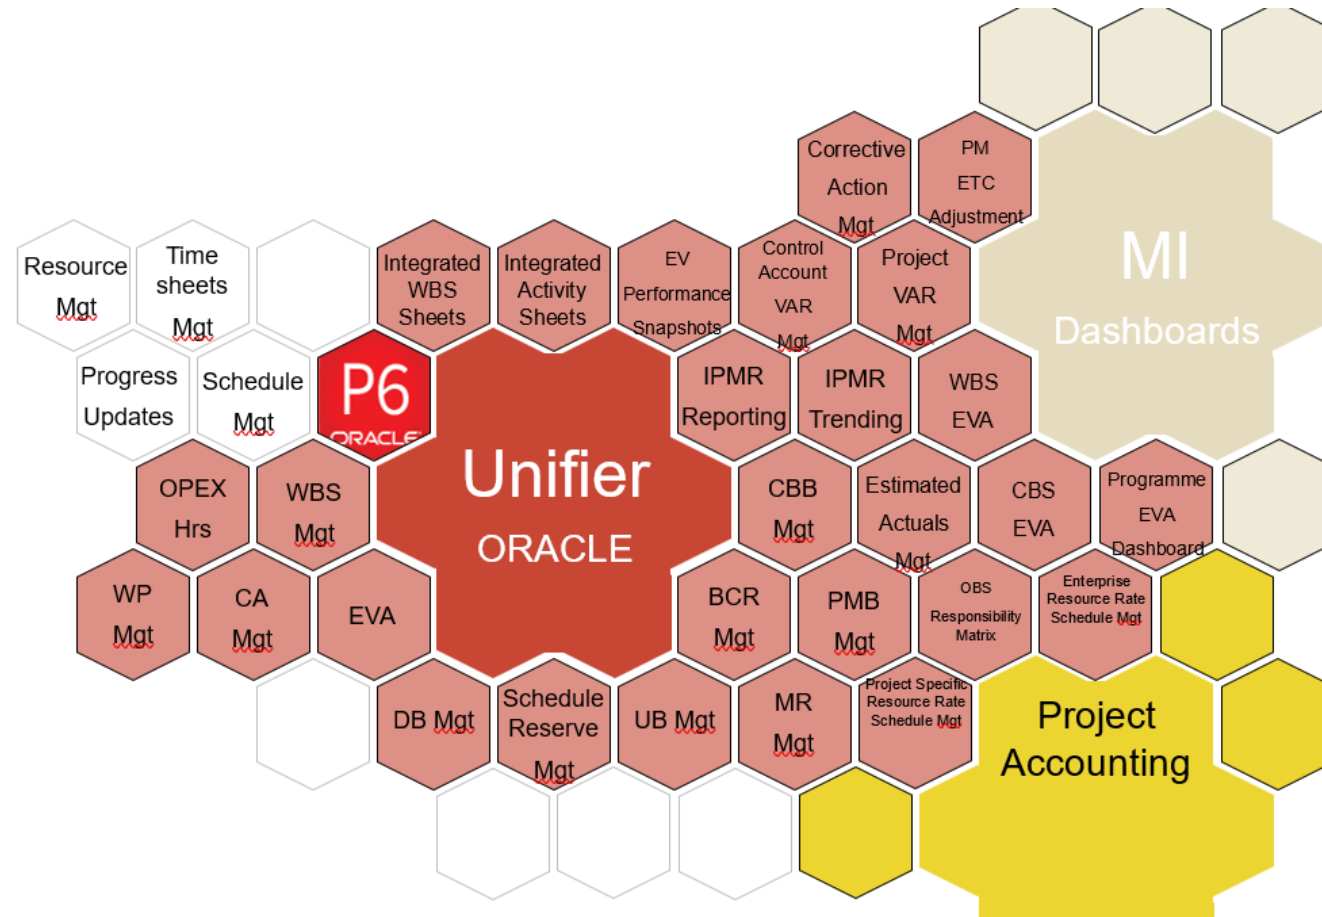 Corrective
Action
Mgt
PM
ETC
Adjustment
MI
Dashboards
Resource
Mgt
Time
sheets
Mgt
Integrated
WBS
Sheets
Integrated
Activity
Sheets
EV
Performance
Snapshots
Control
Account
VAR
Mgt
Project
VAR
Mgt
Progress
Updates
Schedule
Mgt
P6
ORACLE
IPMR
Reporting
IPMR
Trending
WBS
EVA
Unifier
ORACLE
OPEX
Hrs
WBS
Mgt
CBB
Mgt
Estimated
Actuals
Mgt
CBS
EVA
Programme
EVA
Dashboard
WP
Mgt
CA
Mgt
EVA
BCR
Mgt
PMB
Mgt
OBS
Responsibility
Matrix
Enterprise
Resource Rate
Schedule Mgt
DB Mgt
Schedule
Reserve
Mgt
UB Mgt
MR
Mgt
Project Specific
Resource Rate
Schedule Mgt
Project
Accounting